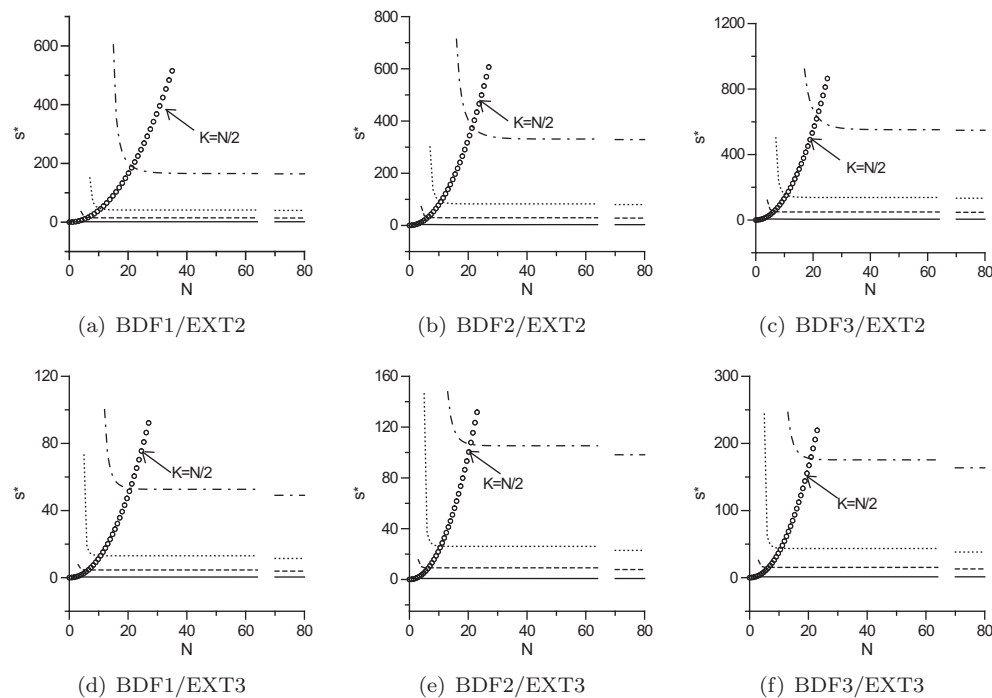 600
400
200
0
s*
K=N/2
0 20 40 60 80
N
(a) BDF1/EXT2
800
600
400
200
0
s*
K=N/2
0 20 40 60 80
N
(b) BDF2/EXT2
1200
800
400
0
s*
K=N/2
0 20 40 60 80
N
(c) BDF3/EXT2
120
80
40
0
s*
K=N/2
0 20 40 60 80
N
(d) BDF1/EXT3
160
120
80
40
0
s*
K=N/2
0 20 40 60 80
N
(e) BDF2/EXT3
300
200
100
0
s*
K=N/2
0 20 40 60 80
N
(f) BDF3/EXT3